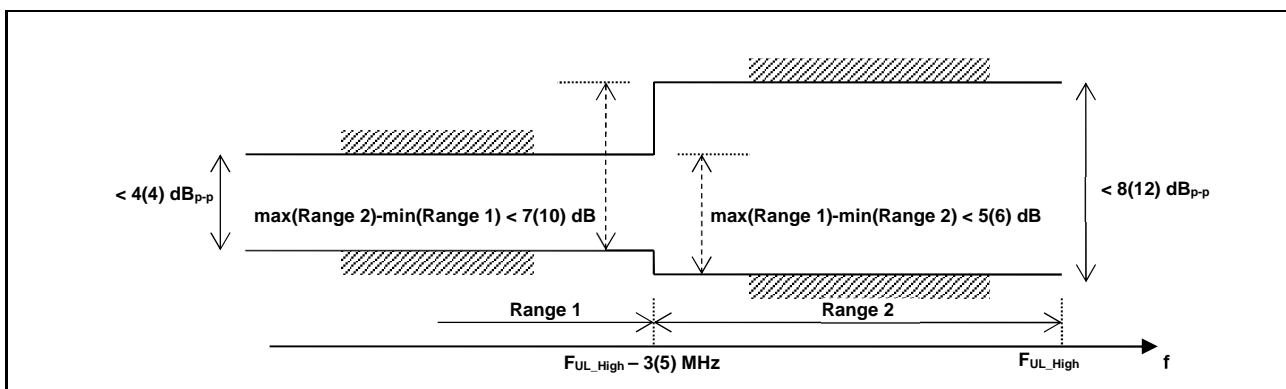 < 4(4) dBp-p
max(Range 2)-min(Range 1) < 7(10) dB
max(Range 1)-min(Range 2) < 5(6) dB
< 8(12) dBp-p
Range 1
Range 2
FUL_High – 3(5) MHz
FUL_High
f